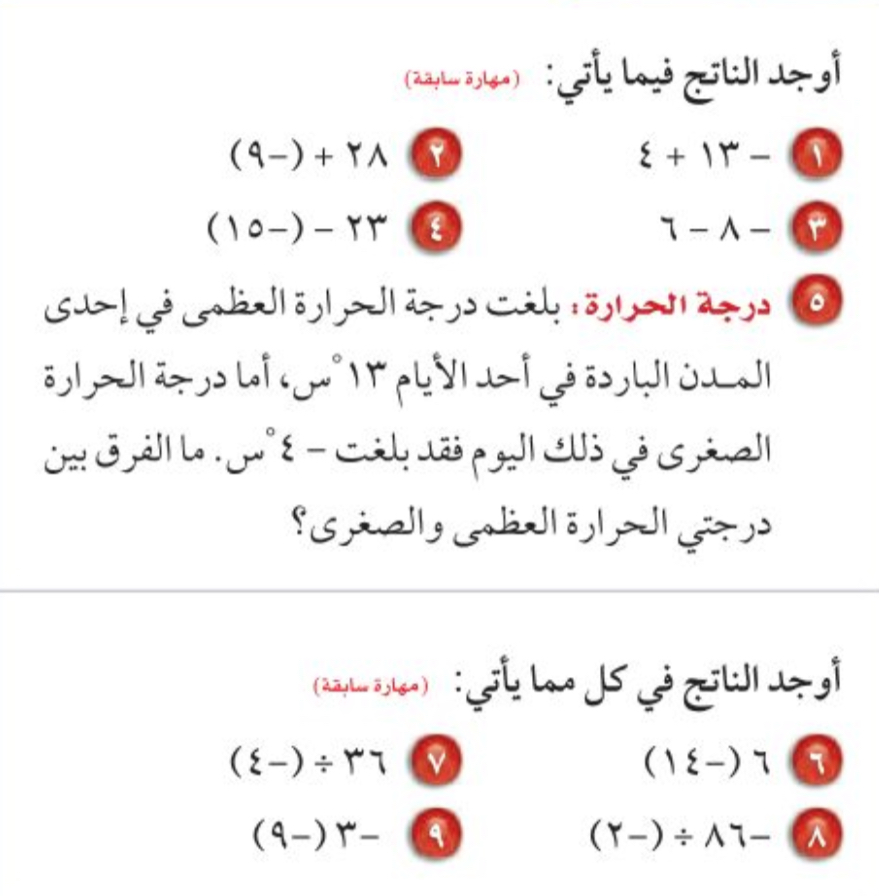 أوجد الناتج فيما يأتي: (مهارة سابقة)
١ – ١٣ + ٤ ٢ ٢٨ + (–٩)
٣ – ٨ – ٦ ٤ ٢٣ – (–١٥)
٥ درجة الحرارة: بلغت درجة الحرارة العظمى في إحدى
المدن الباردة في أحد الأيام ١٣ °س، أما درجة الحرارة
الصغرى في ذلك اليوم فقد بلغت – ٤ °س. ما الفرق بين
درجتي الحرارة العظمى والصغرى؟
أوجد الناتج في كل مما يأتي: (مهارة سابقة)
٦ ٦ (–١٤) ٧ ٣٦ ÷ (–٤)
٨ –٨٦ ÷ (–٢) ٩ –٣ (–٩)